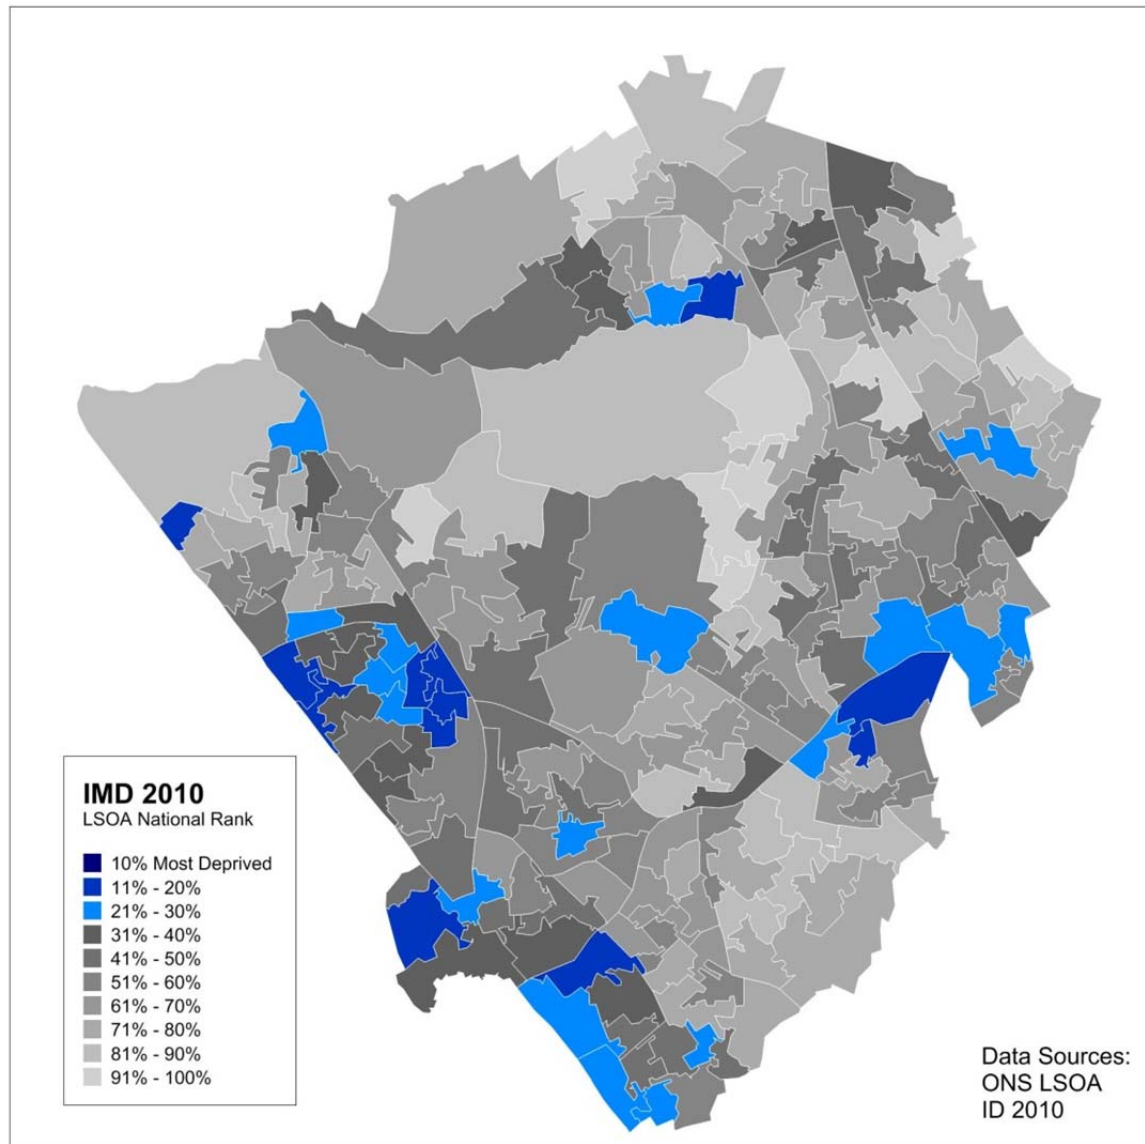 IMD 2010
LSOA National Rank
10% Most Deprived
11% - 20%
21% - 30%
31% - 40%
41% - 50%
51% - 60%
61% - 70%
71% - 80%
81% - 90%
91% - 100%
Data Sources:
ONS LSOA
ID 2010